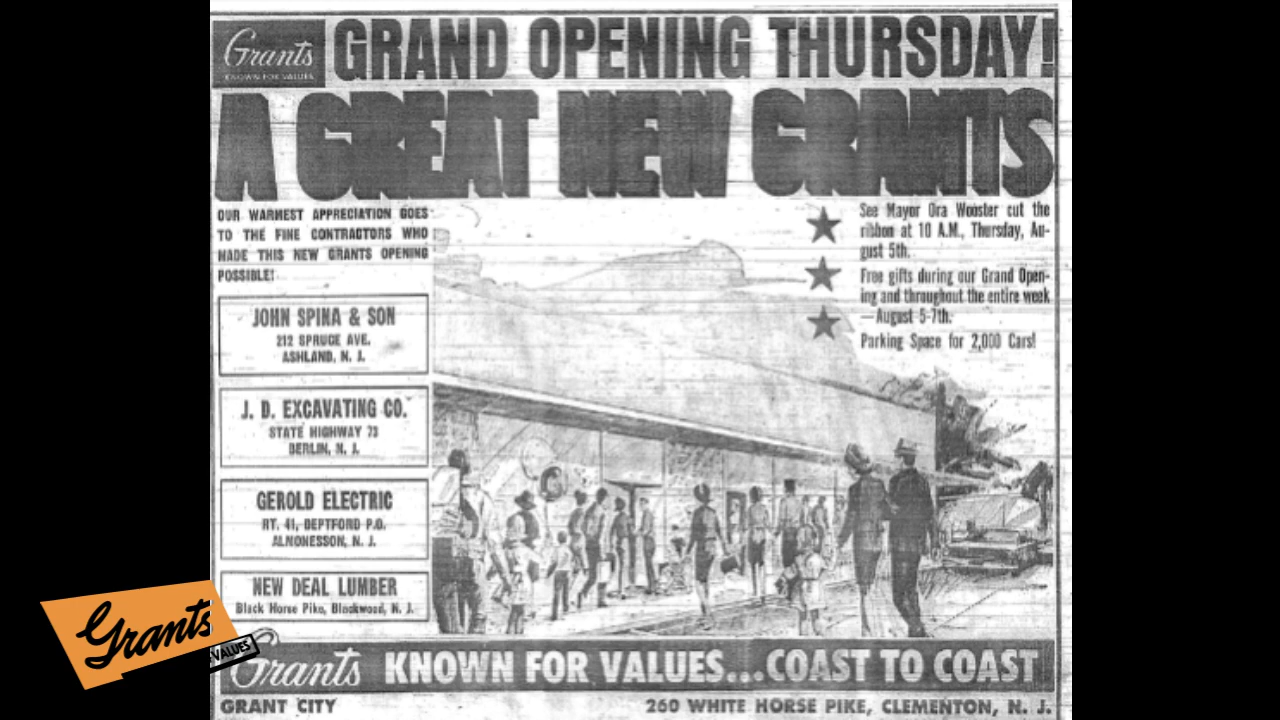 Grants
KNOWN FOR VALUES
GRAND OPENING THURSDAY!
A GREAT NEW GRANTS
OUR WARMEST APPRECIATION GOES
TO THE FINE CONTRACTORS WHO
MADE THIS NEW GRANTS OPENING
POSSIBLE!
JOHN SPINA & SON
212 SPRUCE AVE.
ASHLAND, N. J.
J. D. EXCAVATING CO.
STATE HIGHWAY 73
BERLIN, N. J.
GEROLD ELECTRIC
RT. 41, DEPTFORD P.O.
ALMONESSON, N. J.
NEW DEAL LUMBER
Black Horse Pike, Blackwood, N. J.
See Mayor Ora Wooster cut the
ribbon at 10 A.M., Thursday, Au-
gust 5th.
Free gifts during our Grand Open-
ing and throughout the entire week
—August 5-7th.
Parking Space for 2,000 Cars!
Grants
VALUES
Grants KNOWN FOR VALUES...COAST TO COAST
GRANT CITY
260 WHITE HORSE PIKE, CLEMENTON, N. J.